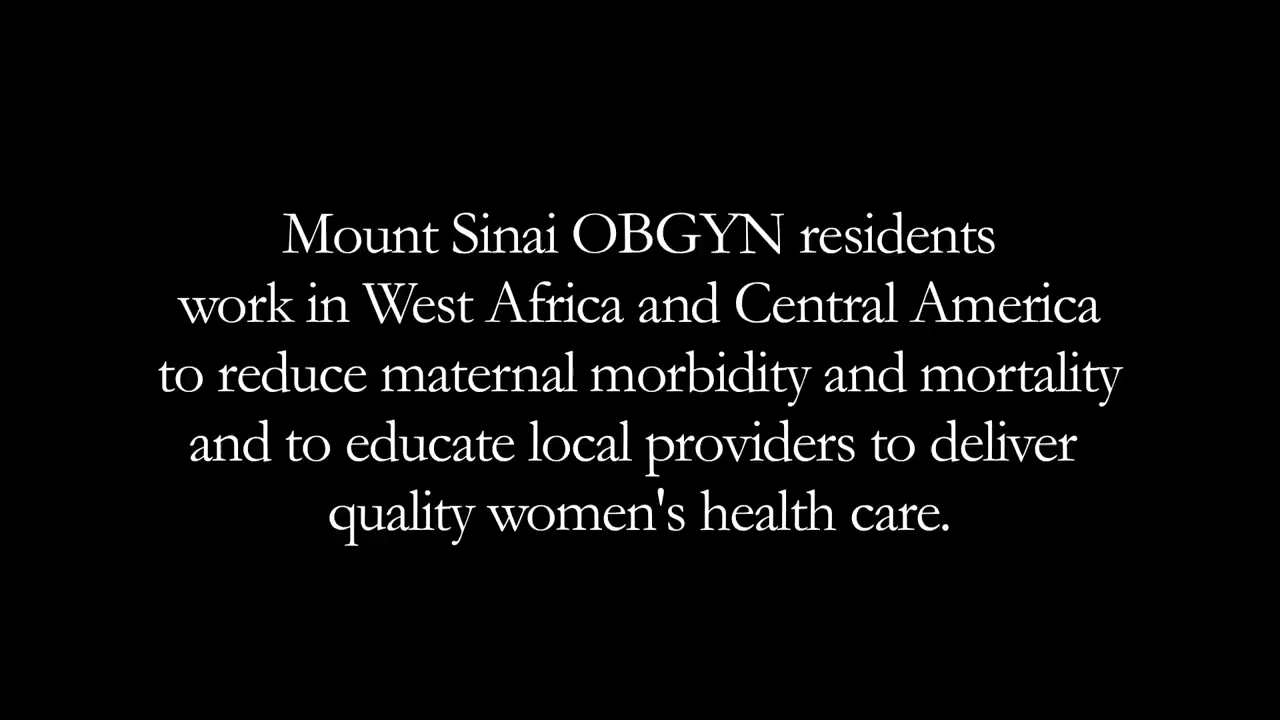 Mount Sinai OBGYN residents
work in West Africa and Central America
to reduce maternal morbidity and mortality
and to educate local providers to deliver
quality women's health care.